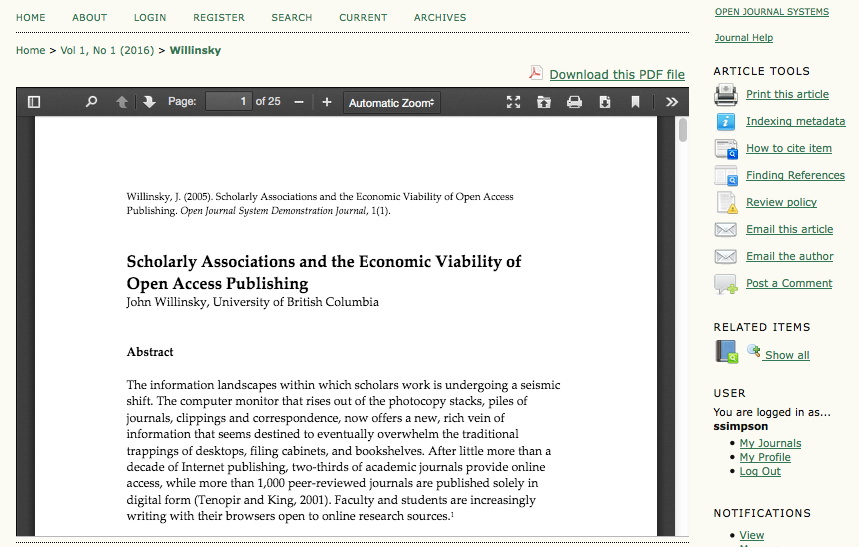 HOME ABOUT LOGIN REGISTER SEARCH CURRENT ARCHIVES
Home > Vol 1, No 1 (2016) > Willinsky
Download this PDF file
Page: 1 of 25 Automatic Zoom
Willinsky, J. (2005). Scholarly Associations and the Economic Viability of Open Access
Publishing. Open Journal System Demonstration Journal, 1(1).
Scholarly Associations and the Economic Viability of
Open Access Publishing
John Willinsky, University of British Columbia
Abstract
The information landscapes within which scholars work is undergoing a seismic
shift. The computer monitor that rises out of the photocopy stacks, piles of
journals, clippings and correspondence, now offers a new, rich vein of
information that seems destined to eventually overwhelm the traditional
trappings of desktops, filing cabinets, and bookshelves. After little more than a
decade of Internet publishing, two-thirds of academic journals provide online
access, while more than 1,000 peer-reviewed journals are published solely in
digital form (Tenopir and King, 2001). Faculty and students are increasingly
writing with their browsers open to online research sources.¹
OPEN JOURNAL SYSTEMS
Journal Help
ARTICLE TOOLS
Print this article
Indexing metadata
How to cite item
Finding References
Review policy
Email this article
Email the author
Post a Comment
RELATED ITEMS
Show all
USER
You are logged in as...
ssimpson
My Journals
My Profile
Log Out
NOTIFICATIONS
View